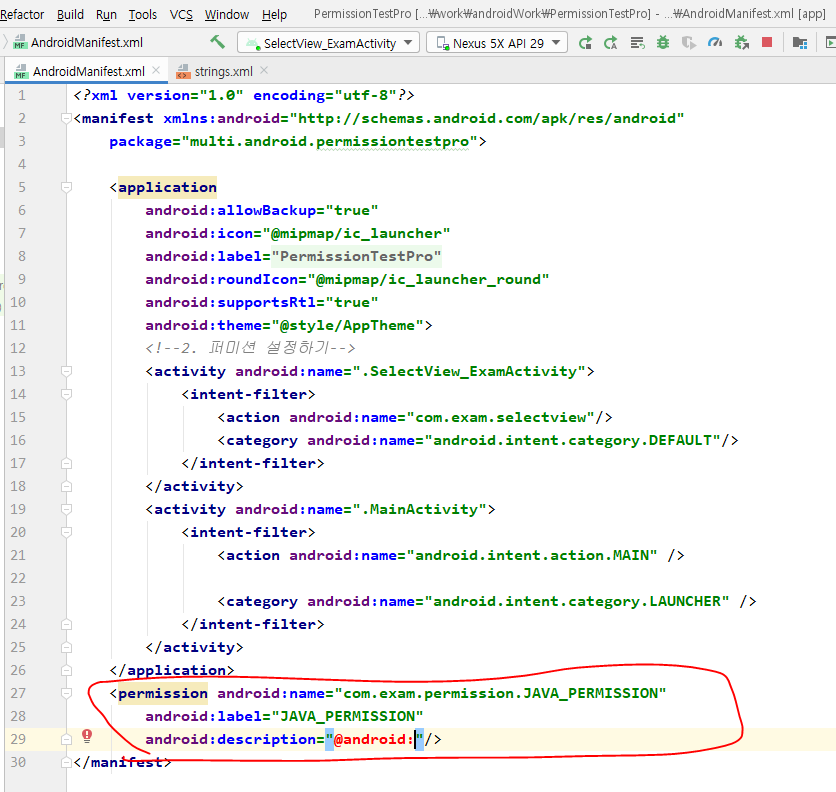 Refactor Build Run Tools VCS Window Help PermissionTestPro [...₩work₩androidWork₩PermissionTestPro] - ...₩AndroidManifest.xml [app]
AndroidManifest.xml SelectView_ExamActivity Nexus 5X API 29
AndroidManifest.xml strings.xml
1 <?xml version="1.0" encoding="utf-8"?>
2 <manifest xmlns:android="http://schemas.android.com/apk/res/android"
3 package="multi.android.permissiontestpro">
4
5 <application
6 android:allowBackup="true"
7 android:icon="@mipmap/ic_launcher"
8 android:label="PermissionTestPro"
9 android:roundIcon="@mipmap/ic_launcher_round"
10 android:supportsRtl="true"
11 android:theme="@style/AppTheme">
12 <!--2. 퍼미션 설정하기-->
13 <activity android:name=".SelectView_ExamActivity">
14 <intent-filter>
15 <action android:name="com.exam.selectview"/>
16 <category android:name="android.intent.category.DEFAULT"/>
17 </intent-filter>
18 </activity>
19 <activity android:name=".MainActivity">
20 <intent-filter>
21 <action android:name="android.intent.action.MAIN" />
22
23 <category android:name="android.intent.category.LAUNCHER" />
24 </intent-filter>
25 </activity>
26 </application>
27 <permission android:name="com.exam.permission.JAVA_PERMISSION"
28 android:label="JAVA_PERMISSION"
29 android:description="@android:"/>
30 </manifest>